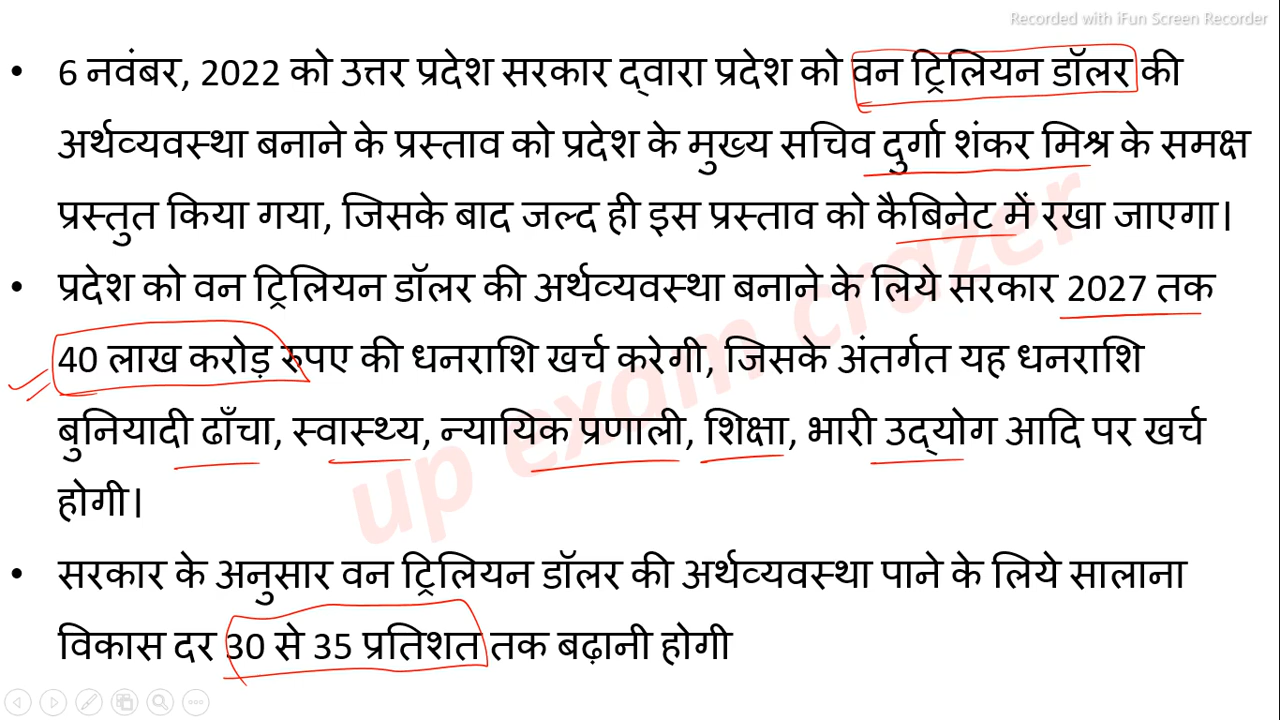 Recorded with iFun Screen Recorder
• 6 नवंबर, 2022 को उत्तर प्रदेश सरकार द्वारा प्रदेश को वन ट्रिलियन डॉलर की
अर्थव्यवस्था बनाने के प्रस्ताव को प्रदेश के मुख्य सचिव दुर्गा शंकर मिश्र के समक्ष
प्रस्तुत किया गया, जिसके बाद जल्द ही इस प्रस्ताव को कैबिनेट में रखा जाएगा।
• प्रदेश को वन ट्रिलियन डॉलर की अर्थव्यवस्था बनाने के लिये सरकार 2027 तक
40 लाख करोड़ रुपए की धनराशि खर्च करेगी, जिसके अंतर्गत यह धनराशि
बुनियादी ढाँचा, स्वास्थ्य, न्यायिक प्रणाली, शिक्षा, भारी उद्योग आदि पर खर्च
होगी।
• सरकार के अनुसार वन ट्रिलियन डॉलर की अर्थव्यवस्था पाने के लिये सालाना
विकास दर 30 से 35 प्रतिशत तक बढ़ानी होगी
up exam crazer